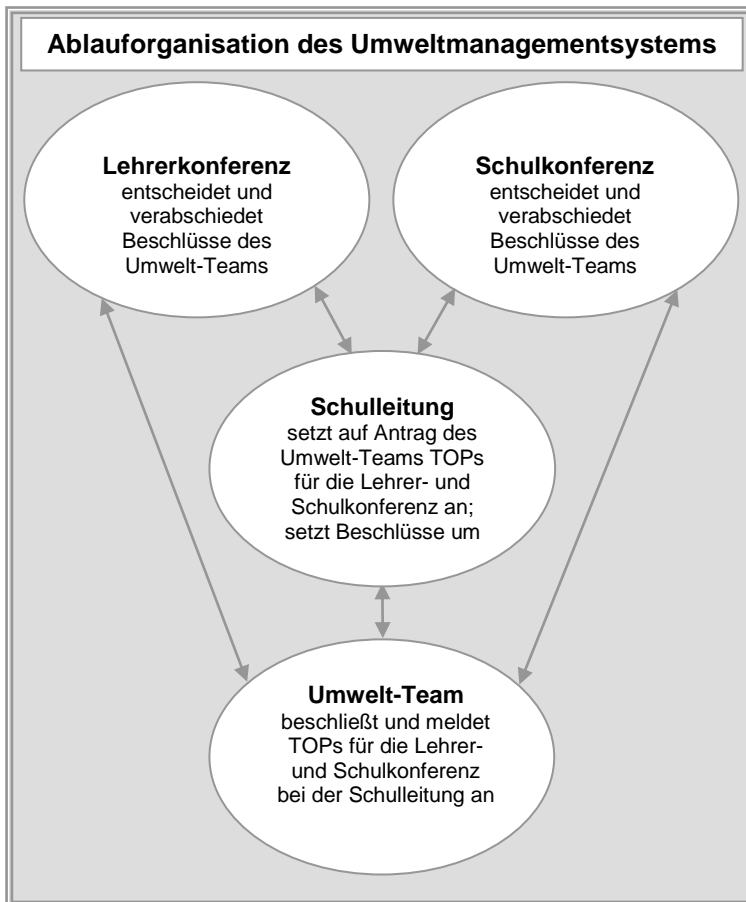 Ablauforganisation des Umweltmanagementsystems
Lehrerkonferenz
entscheidet und
verabschiedet
Beschlüsse des
Umwelt-Teams
Schulkonferenz
entscheidet und
verabschiedet
Beschlüsse des
Umwelt-Teams
Schulleitung
setzt auf Antrag des
Umwelt-Teams TOPs
für die Lehrer- und
Schulkonferenz an;
setzt Beschlüsse um
Umwelt-Team
beschließt und meldet
TOPs für die Lehrer-
und Schulkonferenz
bei der Schulleitung an